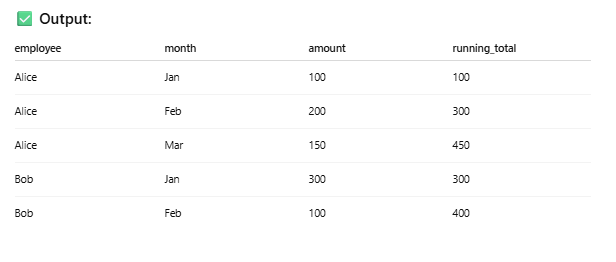 ✅ Output:
employee month amount running_total
Alice Jan 100 100
Alice Feb 200 300
Alice Mar 150 450
Bob Jan 300 300
Bob Feb 100 400